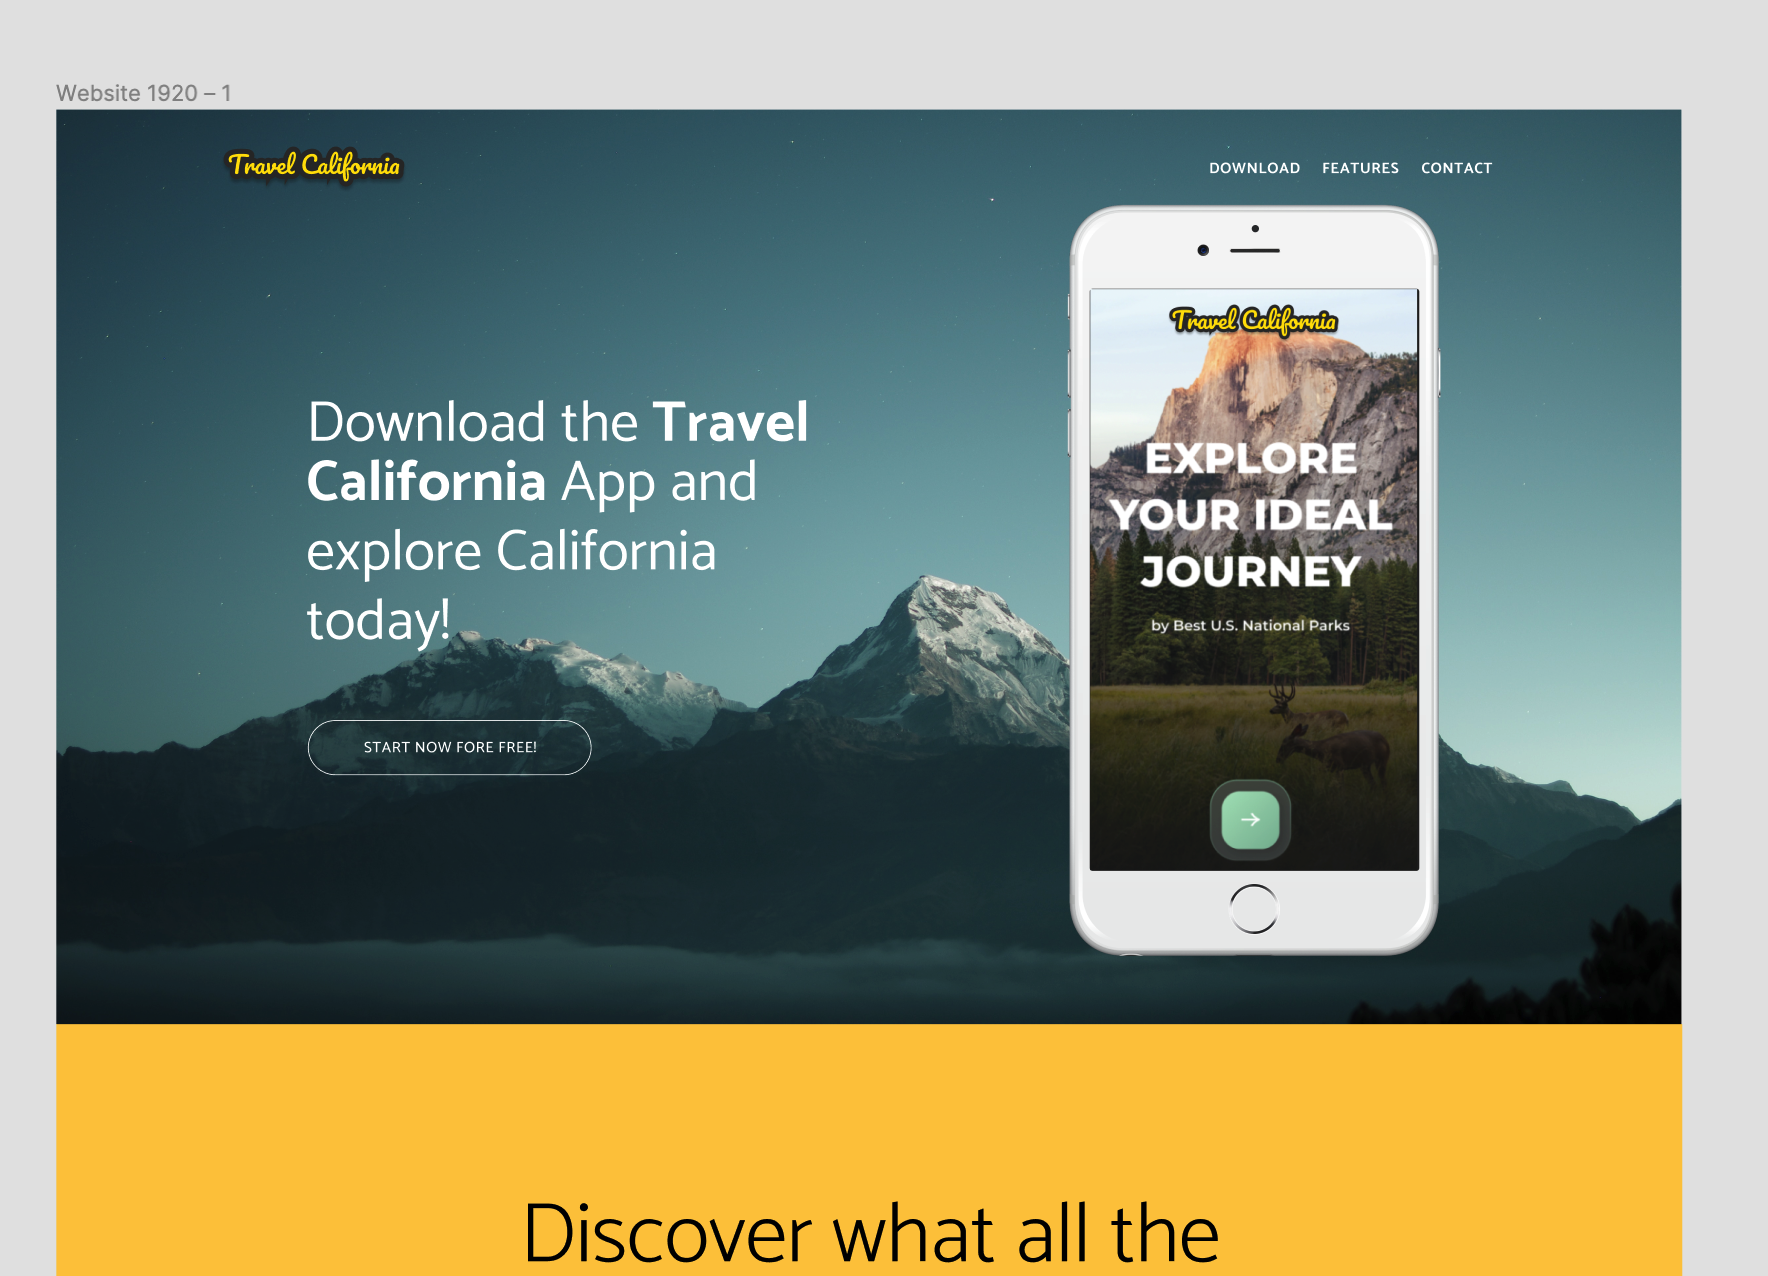 Website 1920 – 1
Travel California
DOWNLOAD FEATURES CONTACT
Download the Travel
California App and
explore California
today!
START NOW FORE FREE!
Travel California
EXPLORE
YOUR IDEAL
JOURNEY
by Best U.S. National Parks
Discover what all the